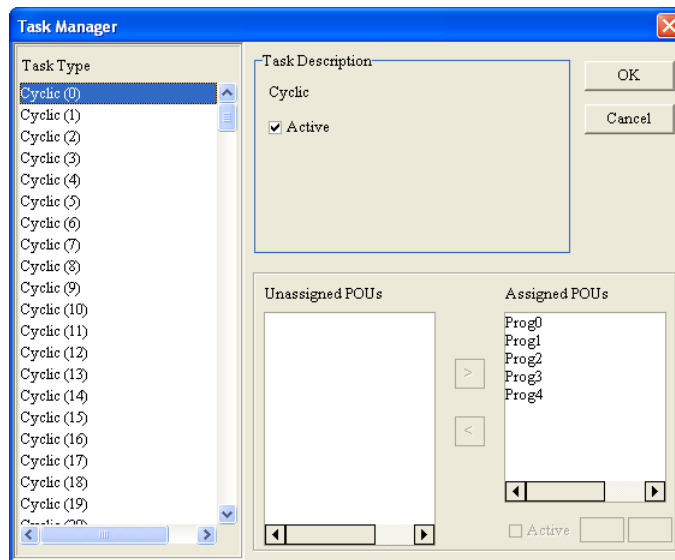 Task Manager
Task Type
Cyclic (0)
Cyclic (1)
Cyclic (2)
Cyclic (3)
Cyclic (4)
Cyclic (5)
Cyclic (6)
Cyclic (7)
Cyclic (8)
Cyclic (9)
Cyclic (10)
Cyclic (11)
Cyclic (12)
Cyclic (13)
Cyclic (14)
Cyclic (15)
Cyclic (16)
Cyclic (17)
Cyclic (18)
Cyclic (19)
Cyclic (20)
Task Description
Cyclic
Active
OK
Cancel
Unassigned POUs
>
<
Assigned POUs
Prog0
Prog1
Prog2
Prog3
Prog4
Active